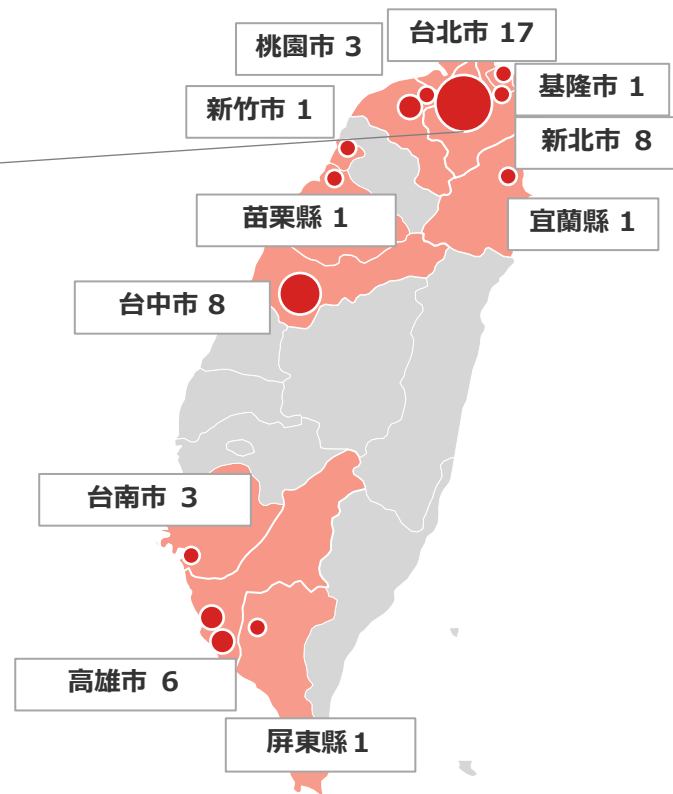 台北市 17
桃園市 3
基隆市 1
新竹市 1
新北市 8
苗栗縣 1
宜蘭縣 1
台中市 8
台南市 3
高雄市 6
屏東縣 1